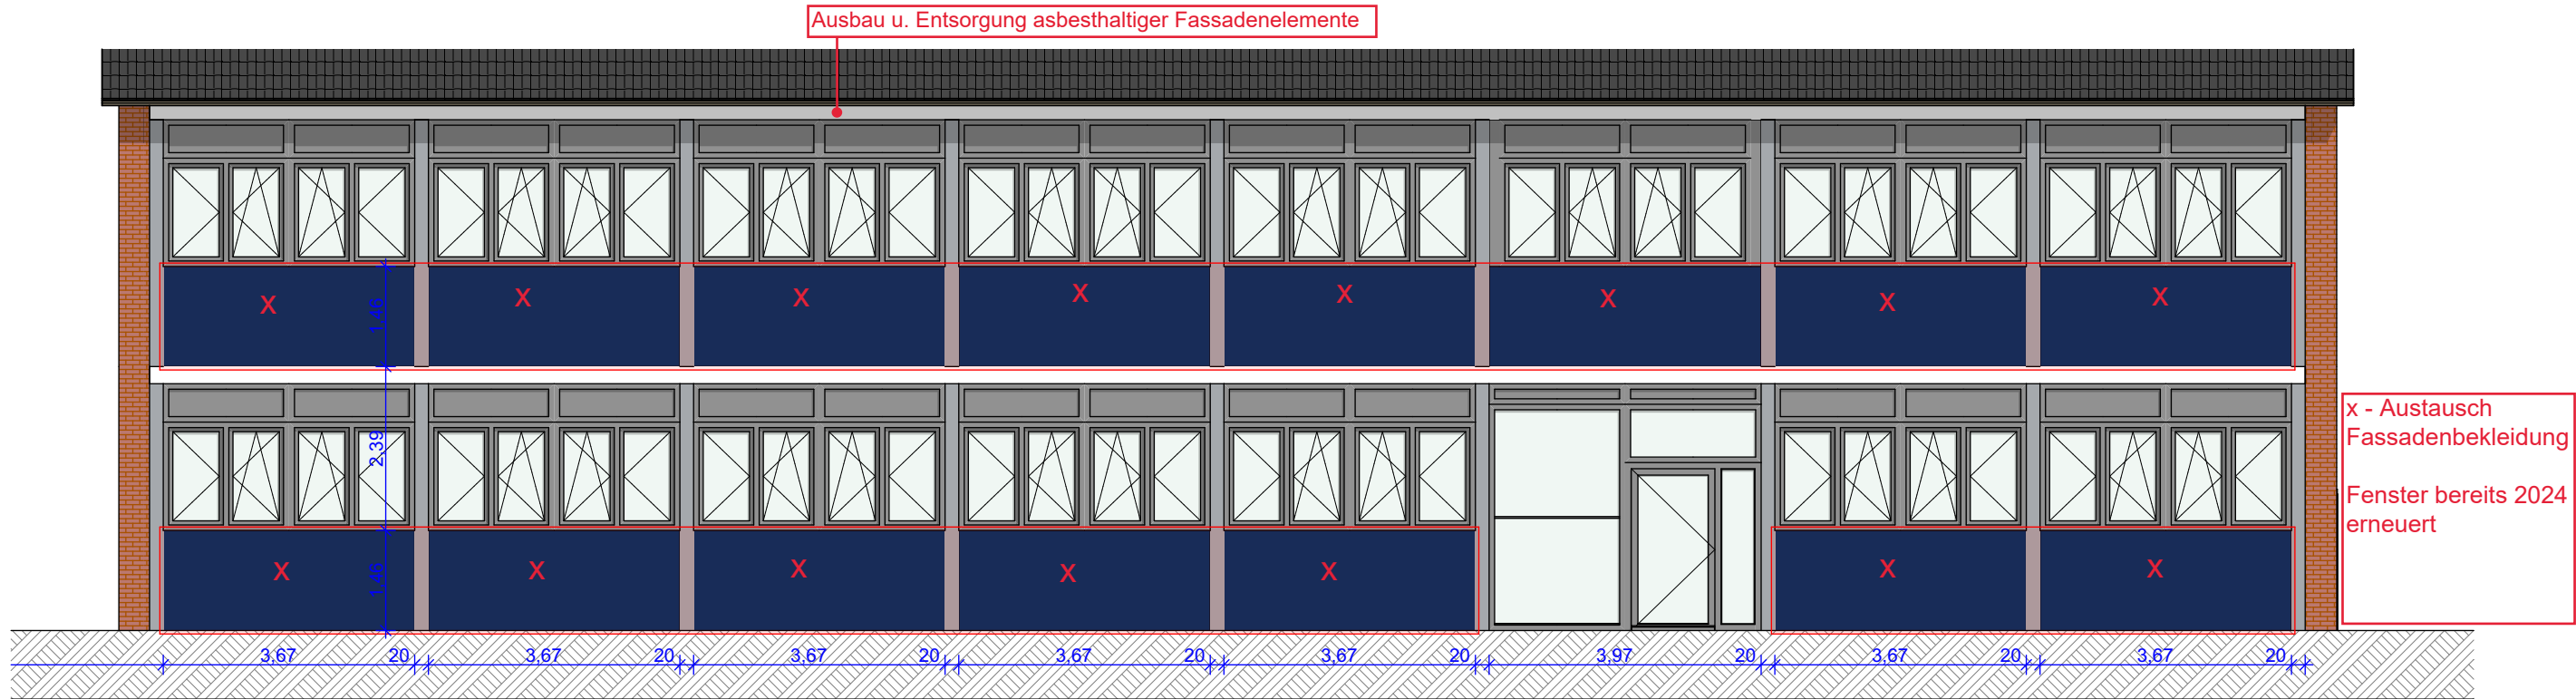 Ausbau u. Entsorgung asbesthaltiger Fassadenelemente
x x x x x x x x
1,46
x - Austausch
Fassadenbekleidung
2,39
Fenster bereits 2024
erneuert
x x x x x x x
1,46
3,67 20 3,67 20 3,67 20 3,67 20 3,67 20 3,97 20 3,67 20 3,67 20